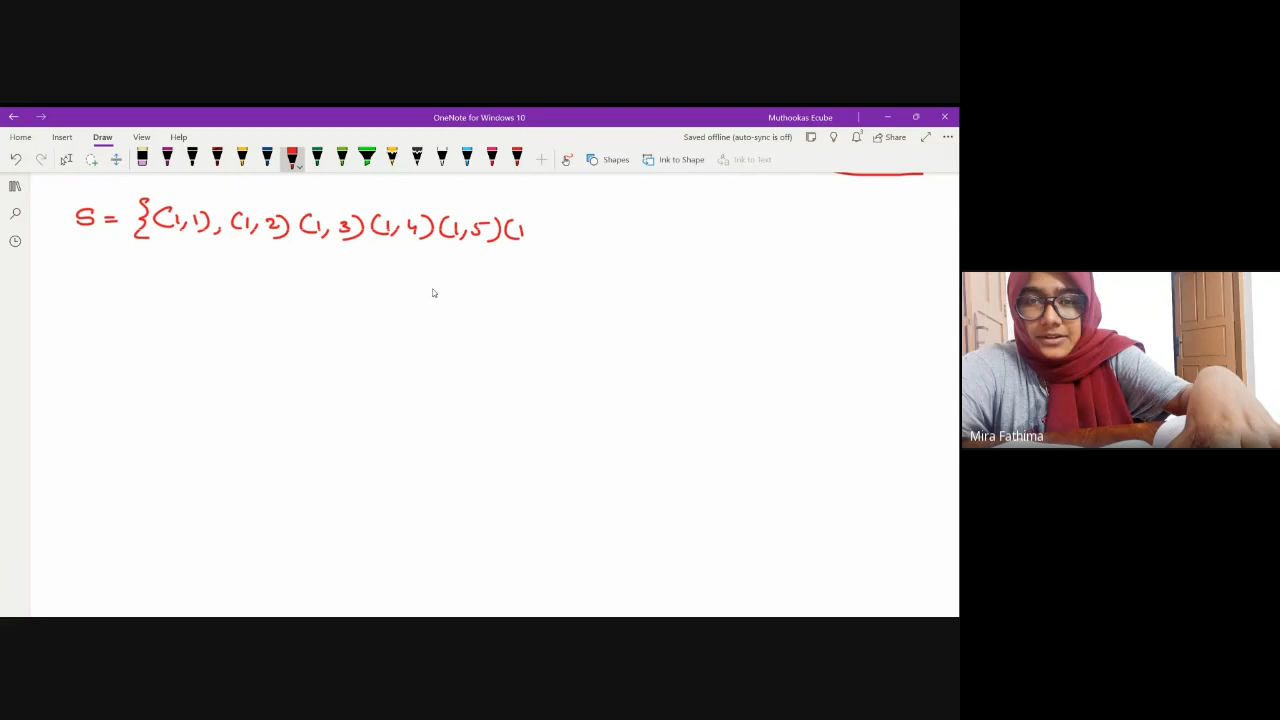 OneNote for Windows 10
Muthookas Ecube
Home Insert Draw View Help
Saved offline (auto-sync is off)
Share
Shapes
Ink to Shape
Ink to Text
S = {(1,1), (1,2) (1,3) (1,4) (1,5) (1
Mira Fathima